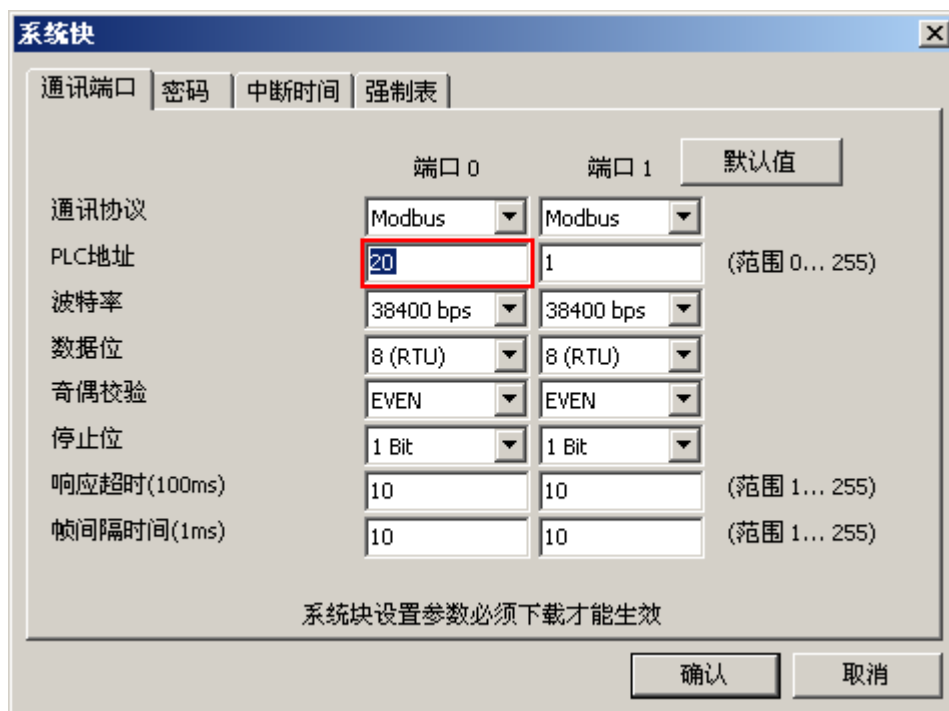 系统快
通讯端口 密码 中断时间 强制表
端口 0 端口 1 默认值
通讯协议 Modbus Modbus
PLC地址 20 1 (范围 0... 255)
波特率 38400 bps 38400 bps
数据位 8 (RTU) 8 (RTU)
奇偶校验 EVEN EVEN
停止位 1 Bit 1 Bit
响应超时(100ms) 10 10 (范围 1... 255)
帧间隔时间(1ms) 10 10 (范围 1... 255)
系统块设置参数必须下载才能生效
确认 取消